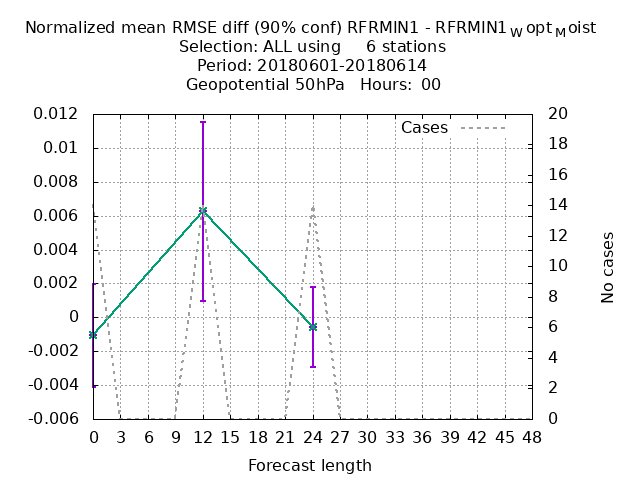 Normalized mean RMSE diff (90% conf) RFRMIN1 - RFRMIN1WoptMoist
Selection: ALL using 6 stations
Period: 20180601-20180614
Geopotential 50hPa Hours: 00
Cases
0.012
0.01
0.008
0.006
0.004
0.002
0
-0.002
-0.004
-0.006
20
18
16
14
12
10
8
6
4
2
0
No cases
0 3 6 9 12 15 18 21 24 27 30 33 36 39 42 45 48
Forecast length